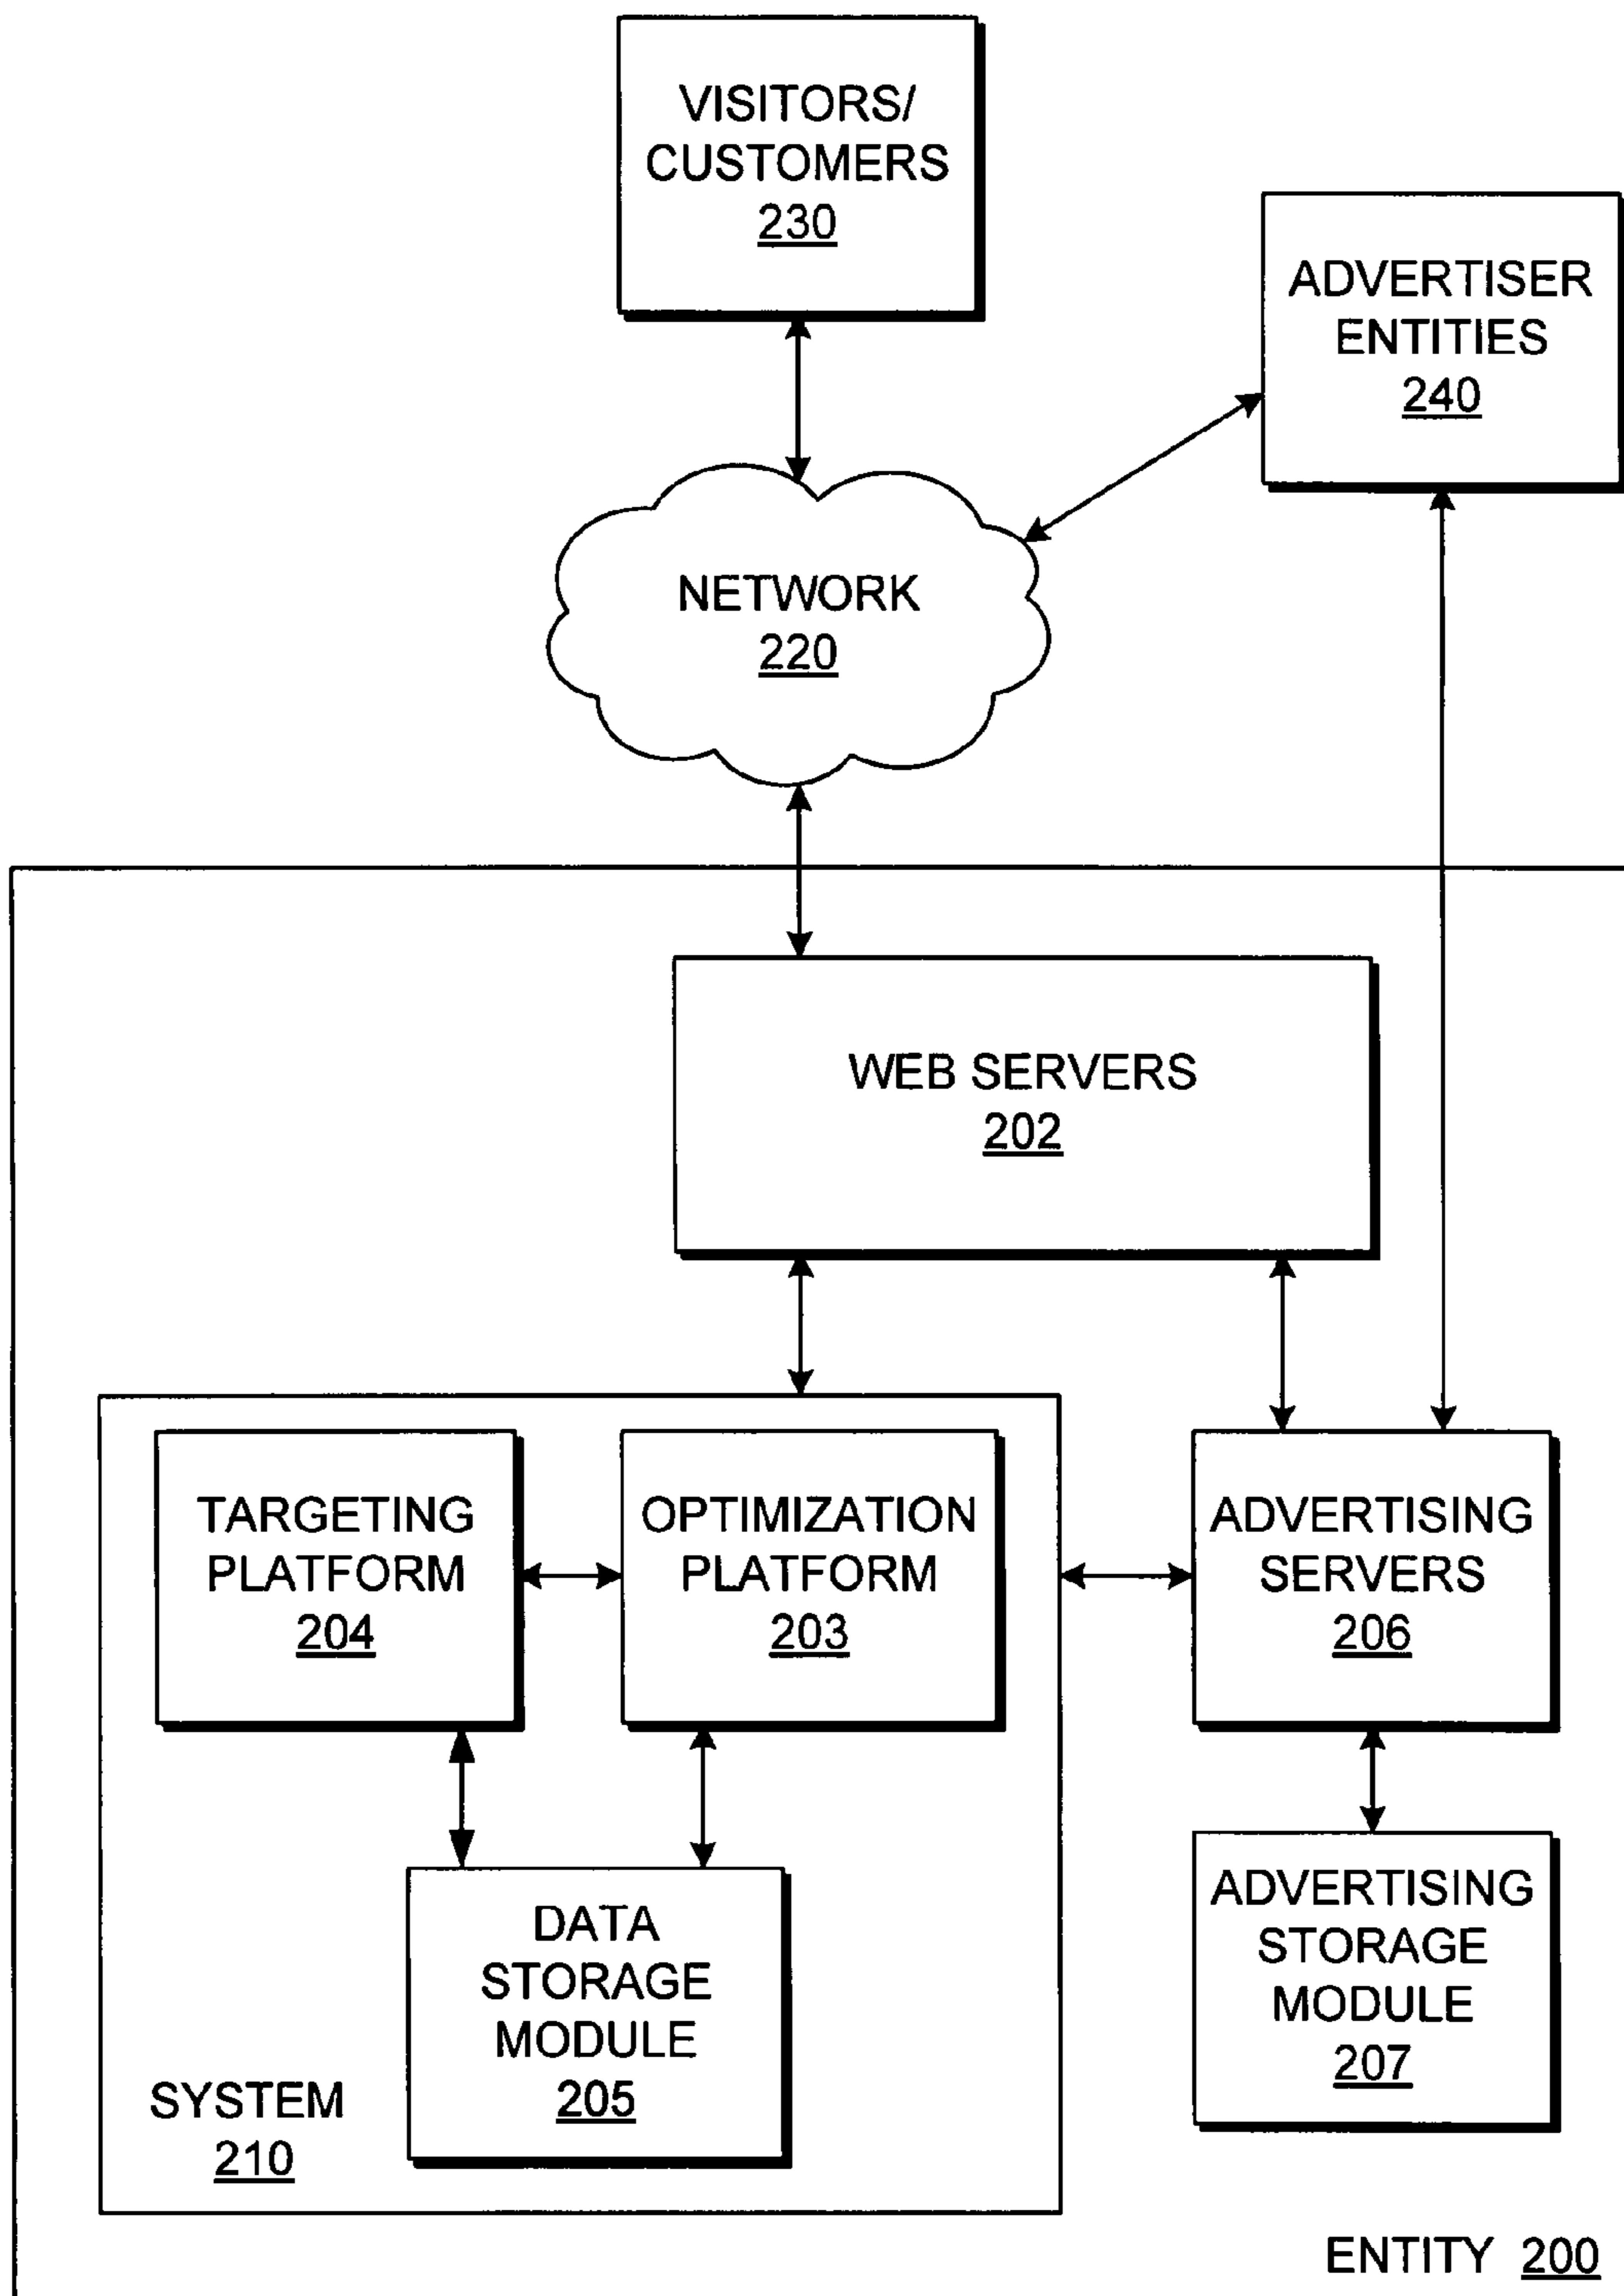 VISITORS/
CUSTOMERS
230
ADVERTISER
ENTITIES
240
NETWORK
220
WEB SERVERS
202
TARGETING
PLATFORM
204
OPTIMIZATION
PLATFORM
203
ADVERTISING
SERVERS
206
DATA
STORAGE
MODULE
205
ADVERTISING
STORAGE
MODULE
207
SYSTEM
210
ENTITY 200